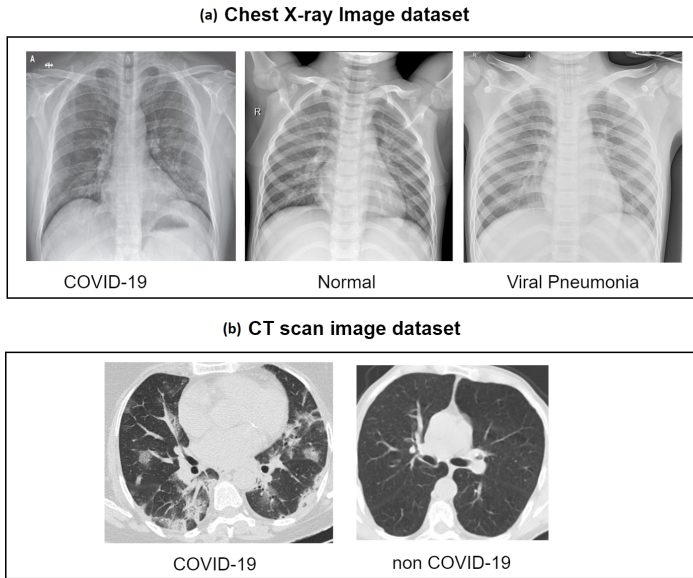 (a) Chest X-ray Image dataset
A
R
COVID-19
Normal
Viral Pneumonia
(b) CT scan image dataset
COVID-19
non COVID-19